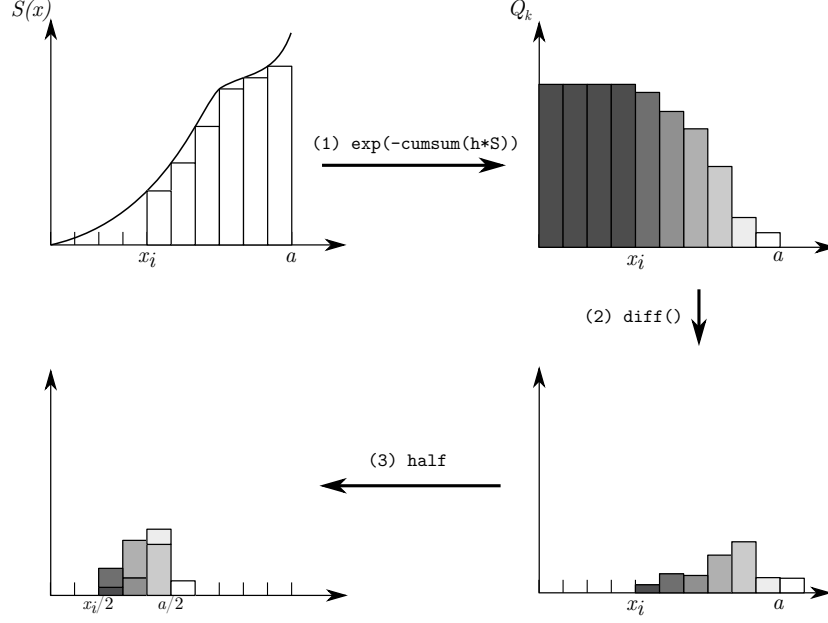 S(x)
Q_k
(1) exp(-cumsum(h*S))
x_i
a
x_i
a
(2) diff()
(3) half
x_i/2
a/2
x_i
a